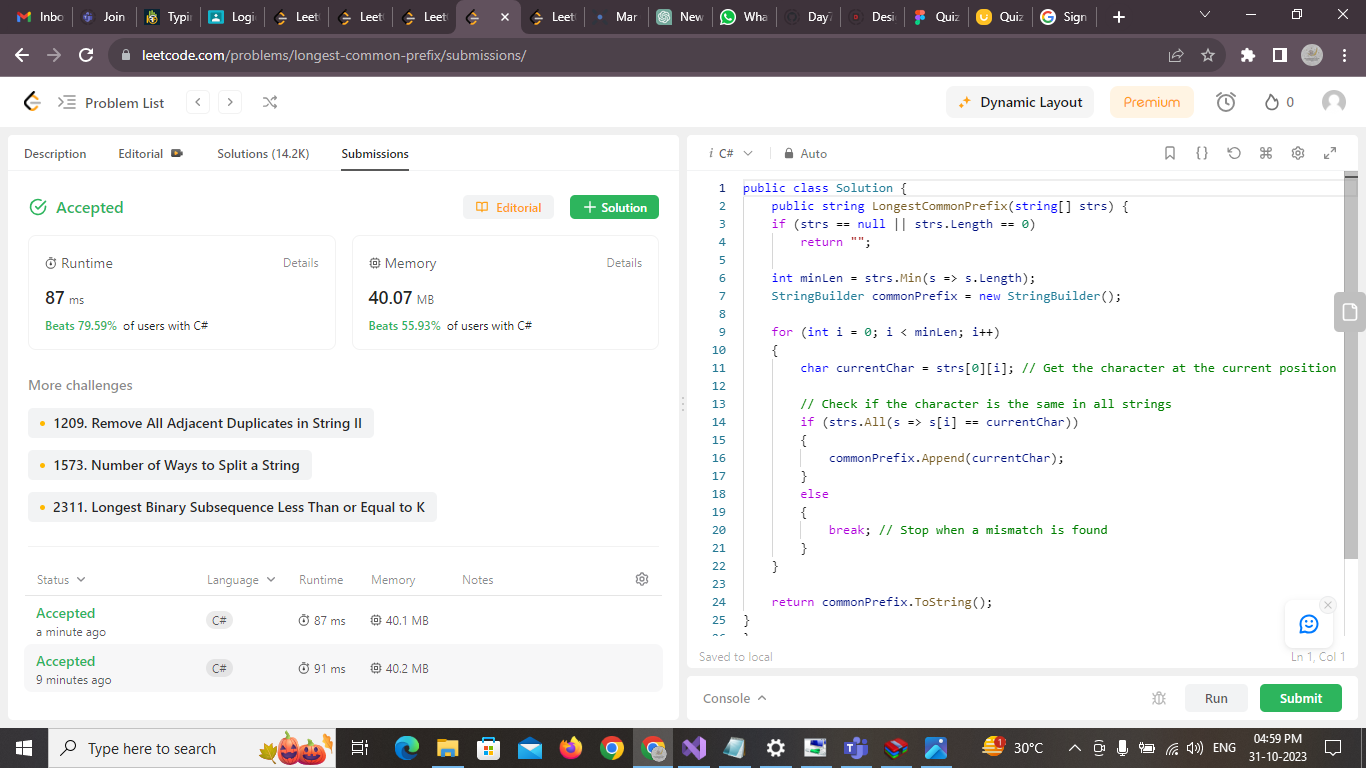 Inbo
Join
Typi
Logi
Leet
Leet
Leet
Leet
Mar
New
Wha
Day7
Desi
Quiz
Quiz
Sign
leetcode.com/problems/longest-common-prefix/submissions/
Problem List
Dynamic Layout
Premium
0
Description
Editorial
Solutions (14.2K)
Submissions
Accepted
Editorial
+ Solution
Runtime
Details
87 ms
Beats 79.59% of users with C#
Memory
Details
40.07 MB
Beats 55.93% of users with C#
More challenges
1209. Remove All Adjacent Duplicates in String II
1573. Number of Ways to Split a String
2311. Longest Binary Subsequence Less Than or Equal to K
Status Language Runtime Memory Notes
Accepted
a minute ago
C# 87 ms 40.1 MB
Accepted
9 minutes ago
C# 91 ms 40.2 MB
i C# Auto
1 public class Solution {
2 public string LongestCommonPrefix(string[] strs) {
3 if (strs == null || strs.Length == 0)
4 return "";
5
6 int minLen = strs.Min(s => s.Length);
7 StringBuilder commonPrefix = new StringBuilder();
8
9 for (int i = 0; i < minLen; i++)
10 {
11 char currentChar = strs[0][i]; // Get the character at the current position
12
13 // Check if the character is the same in all strings
14 if (strs.All(s => s[i] == currentChar))
15 {
16 commonPrefix.Append(currentChar);
17 }
18 else
19 {
20 break; // Stop when a mismatch is found
21 }
22 }
23
24 return commonPrefix.ToString();
25 }
Saved to local
Ln 1, Col 1
Console
Run
Submit
Type here to search
1
30°C
ENG
04:59 PM
31-10-2023